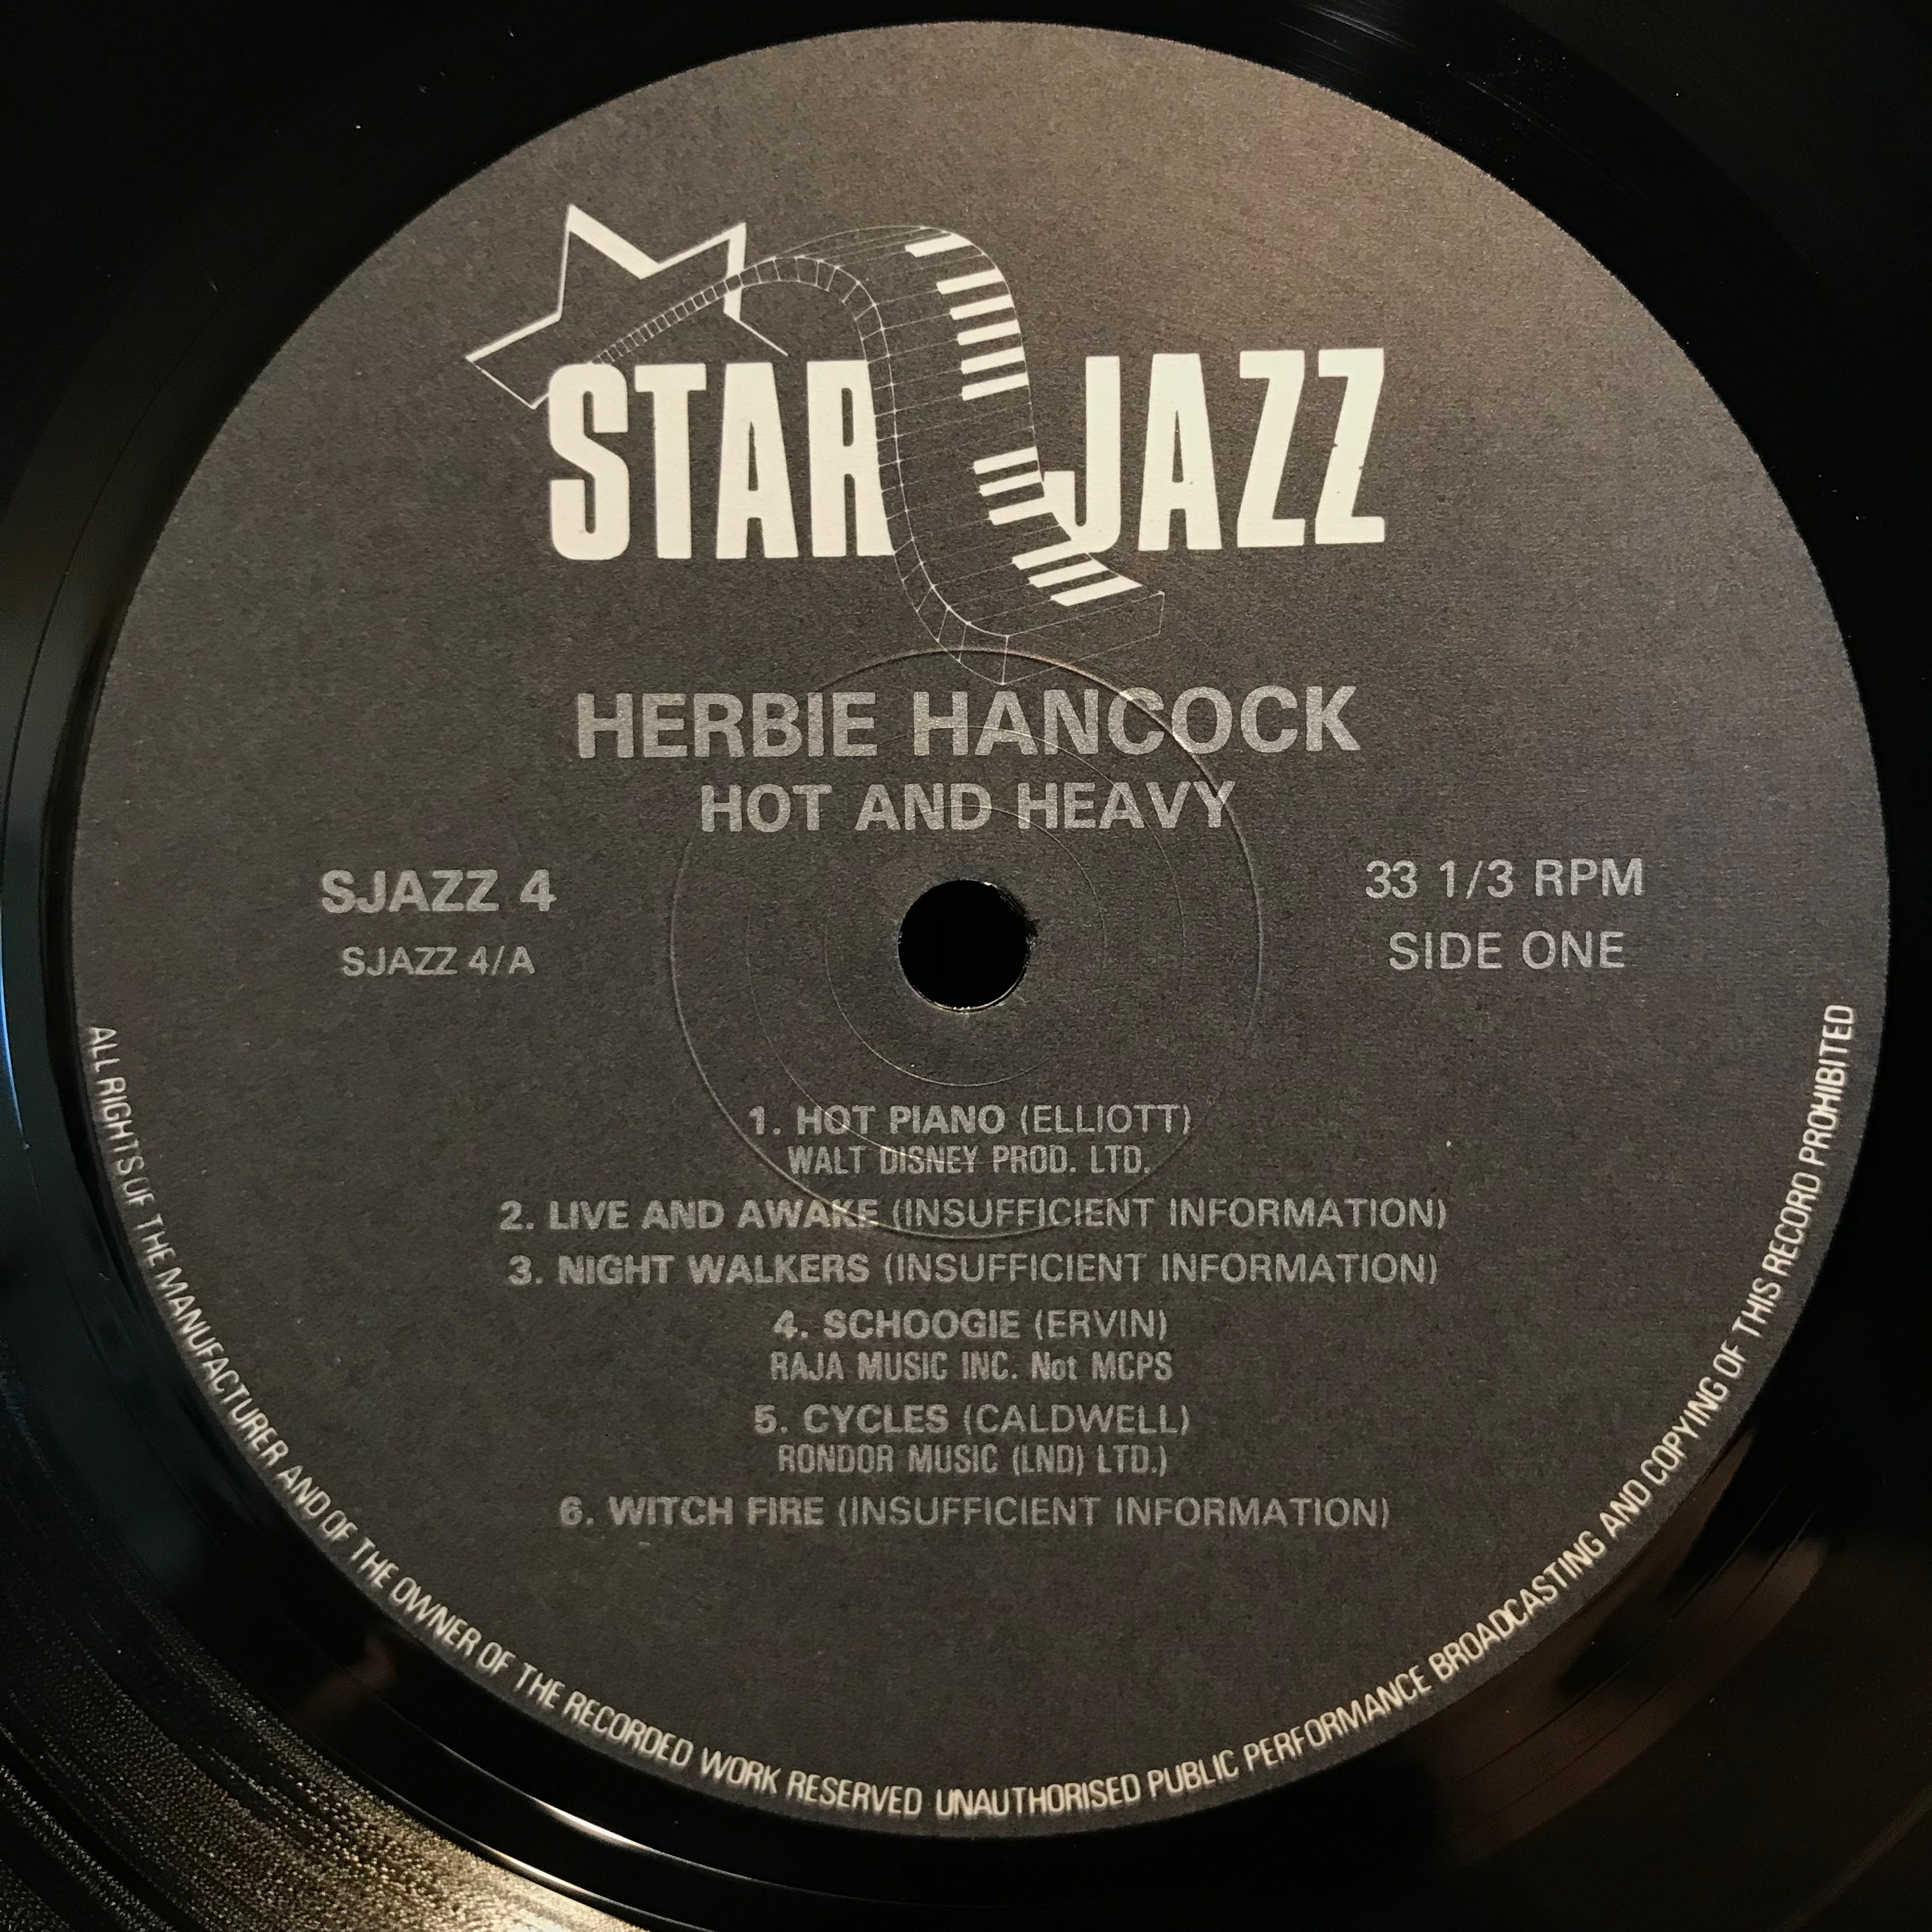 STAR JAZZ
HERBIE HANCOCK
HOT AND HEAVY
SJAZZ 4
SJAZZ 4/A
33 1/3 RPM
SIDE ONE
1. HOT PIANO (ELLIOTT)
WALT DISNEY PROD. LTD.
2. LIVE AND AWAKE (INSUFFICIENT INFORMATION)
3. NIGHT WALKERS (INSUFFICIENT INFORMATION)
4. SCHOOGIE (ERVIN)
RAJA MUSIC INC. Not MCPS
5. CYCLES (CALDWELL)
RONDOR MUSIC (LND) LTD.)
6. WITCH FIRE (INSUFFICIENT INFORMATION)
ALL RIGHTS OF THE MANUFACTURER AND OF THE OWNER OF THE RECORDED WORK RESERVED UNAUTHORISED PUBLIC PERFORMANCE BROADCASTING AND COPYING OF THIS RECORD PROHIBITED